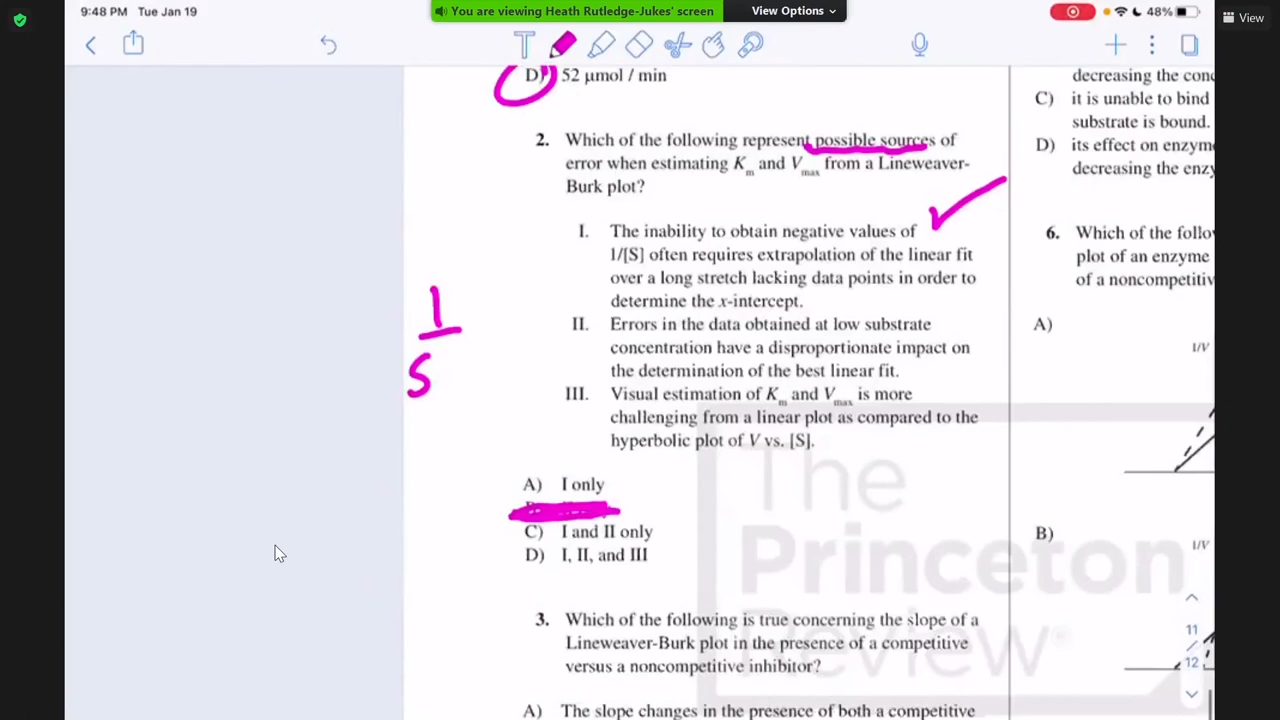 9:48 PM Tue Jan 19
You are viewing Heath Rutledge-Jukes' screen
View Options
48%
View
D) 52 µmol / min
2. Which of the following represent possible sources of
error when estimating Km and Vmax from a Lineweaver-
Burk plot?
I. The inability to obtain negative values of
1/[S] often requires extrapolation of the linear fit
over a long stretch lacking data points in order to
determine the x-intercept.
II. Errors in the data obtained at low substrate
concentration have a disproportionate impact on
the determination of the best linear fit.
III. Visual estimation of Km and Vmax is more
challenging from a linear plot as compared to the
hyperbolic plot of V vs. [S].
1
S
A) I only
C) I and II only
D) I, II, and III
3. Which of the following is true concerning the slope of a
Lineweaver-Burk plot in the presence of a competitive
versus a noncompetitive inhibitor?
A) The slope changes in the presence of both a competitive
decreasing the conc
C) it is unable to bind
substrate is bound.
D) its effect on enzyme
decreasing the enzy
6. Which of the follow
plot of an enzyme
of a noncompetitiv
A)
1/V
B)
1/V
11
/
12
The
Princeton
Review®